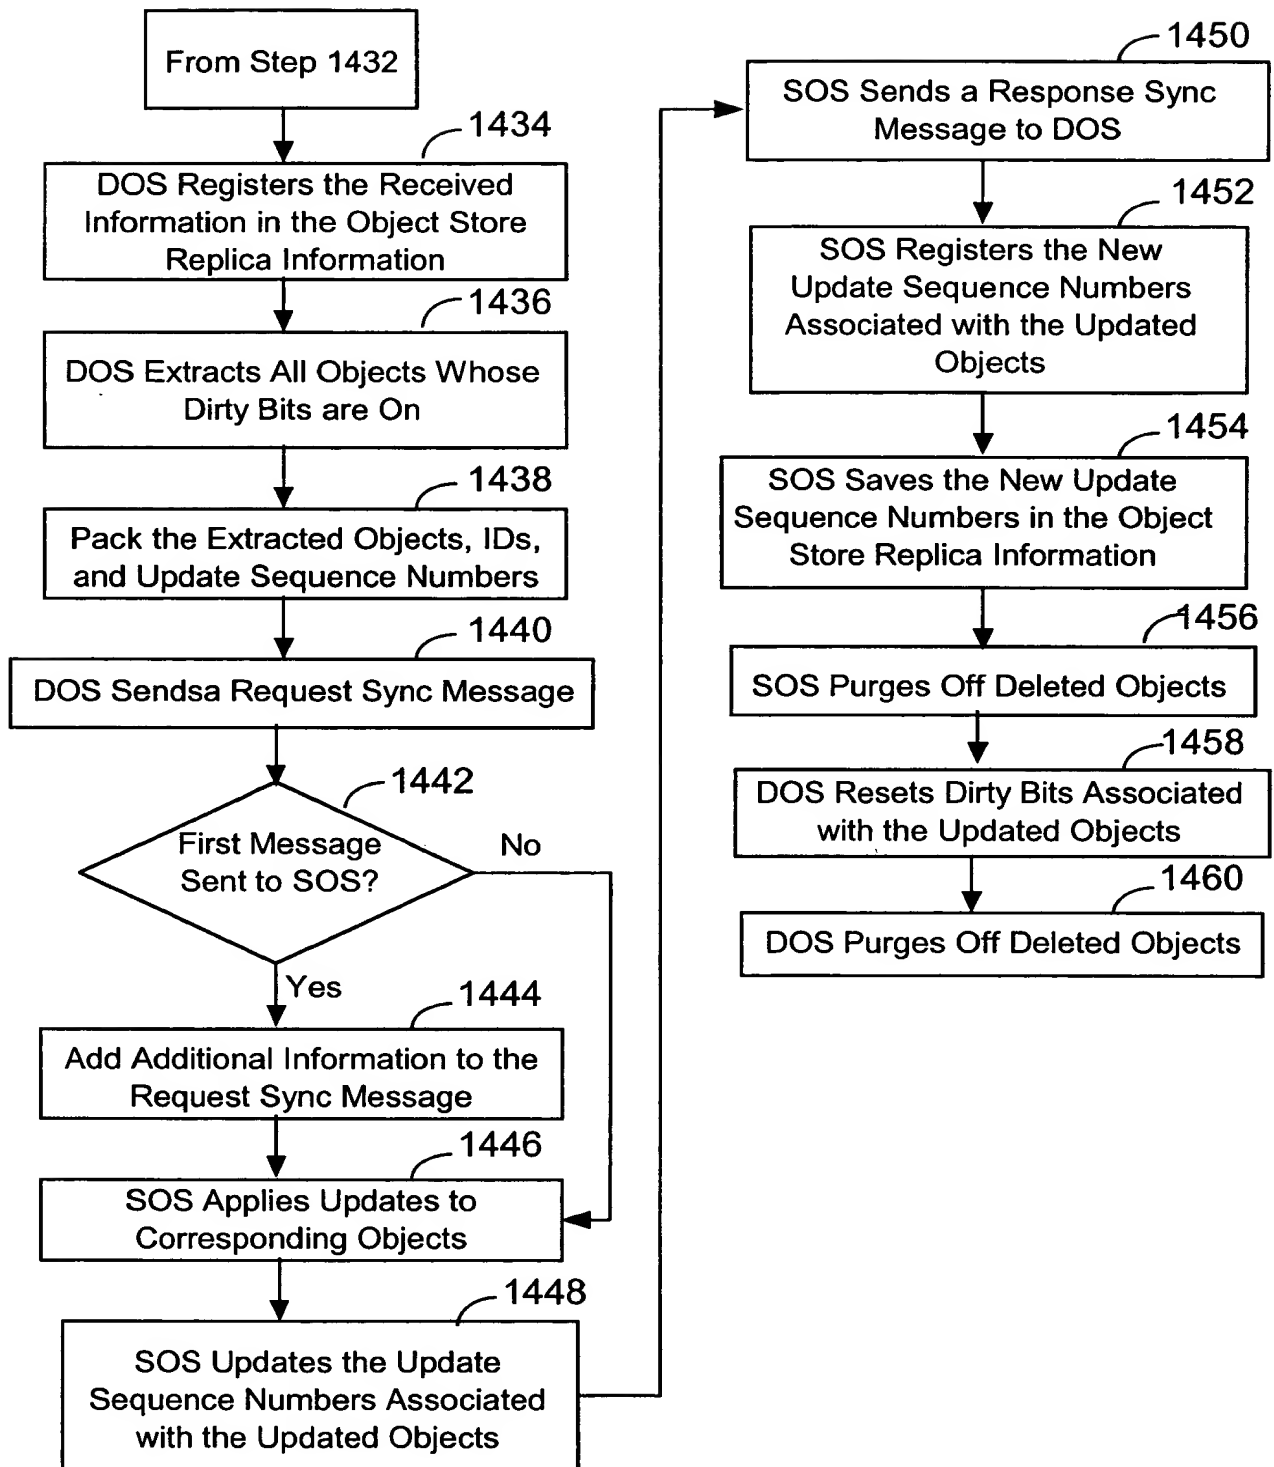 From Step 1432
1434
DOS Registers the Received
Information in the Object Store
Replica Information
1436
DOS Extracts All Objects Whose
Dirty Bits are On
1438
Pack the Extracted Objects, IDs,
and Update Sequence Numbers
1440
DOS Sendsa Request Sync Message
1442
First Message
Sent to SOS?
No
Yes
1444
Add Additional Information to the
Request Sync Message
1446
SOS Applies Updates to
Corresponding Objects
1448
SOS Updates the Update
Sequence Numbers Associated
with the Updated Objects
1450
SOS Sends a Response Sync
Message to DOS
1452
SOS Registers the New
Update Sequence Numbers
Associated with the Updated
Objects
1454
SOS Saves the New Update
Sequence Numbers in the Object
Store Replica Information
1456
SOS Purges Off Deleted Objects
1458
DOS Resets Dirty Bits Associated
with the Updated Objects
1460
DOS Purges Off Deleted Objects